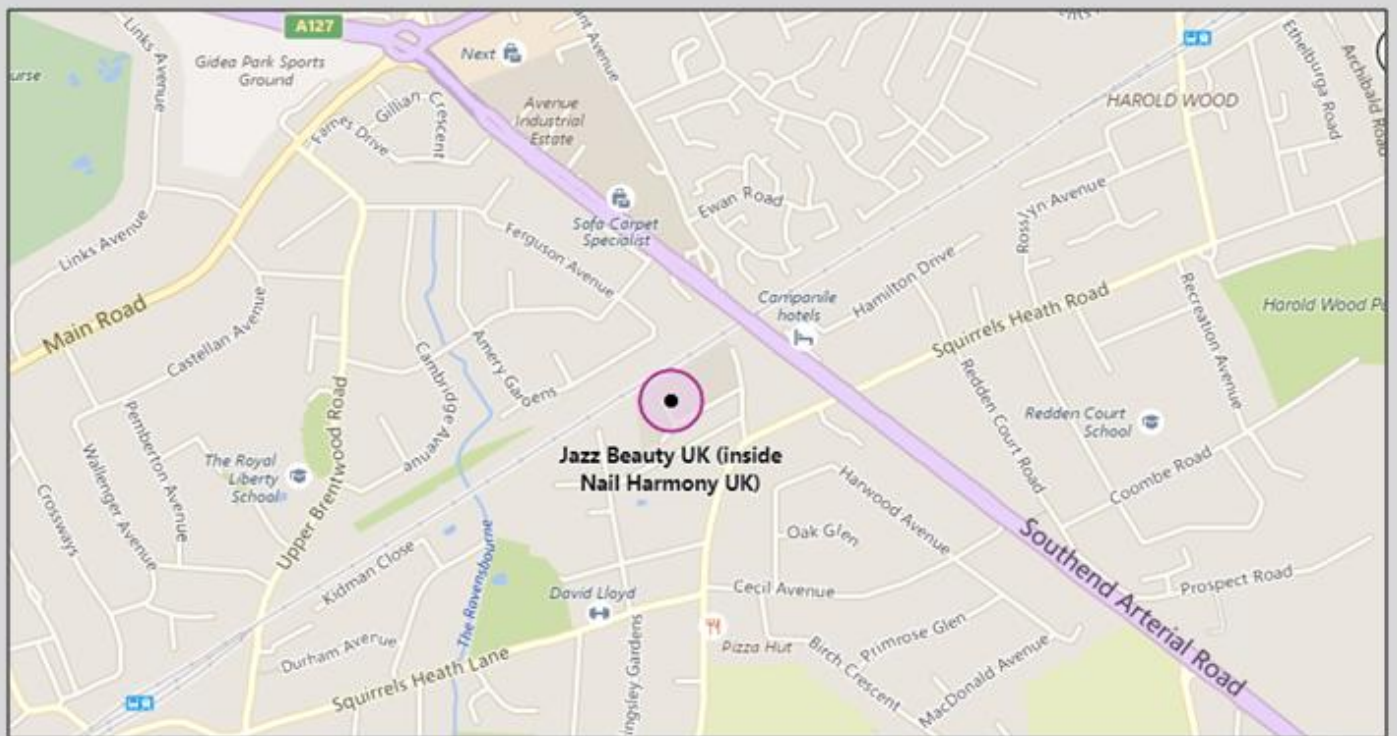 A127
Links Avenue
Gidea Park Sports
Ground
Next
Avenue
Industrial
Estate
Gillian
Crescent
Eames Drive
HAROLD WOOD
Ethelburga Road
Archibald Road
Ewan Road
Rosslyn Avenue
Links Avenue
Sofa Carpet
Specialist
Ferguson Avenue
Campanile
hotels
Hamilton Drive
Squirrels Heath Road
Recreation Avenue
Harold Wood
Main Road
Castellan Avenue
Amery Gardens
Cambridge Avenue
Pemberton Avenue
Wallenger Avenue
Crossways
The Royal
Liberty
School
Upper Brentwood Road
Jazz Beauty UK (inside
Nail Harmony UK)
Redden Court Road
Redden Court
School
Coombe Road
Harwood Avenue
Oak Glen
Southend Arterial Road
Kidman Close
The Ravensbourne
David Lloyd
Cecil Avenue
Prospect Road
Durham Avenue
Squirrels Heath Lane
ingsley Gardens
Pizza Hut
Birch Crescent
Primrose Glen
MacDonald Avenue